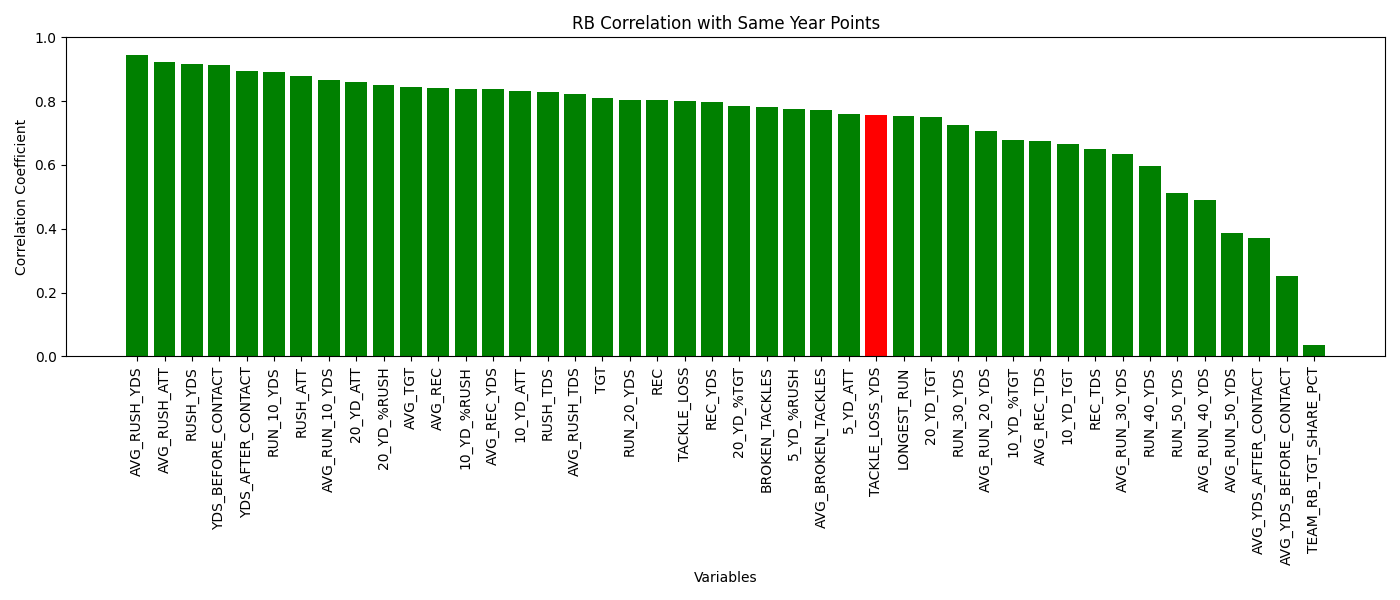 RB Correlation with Same Year Points
Correlation Coefficient
1.0
0.8
0.6
0.4
0.2
0.0
AVG_RUSH_YDS
AVG_RUSH_ATT
RUSH_YDS
YDS_BEFORE_CONTACT
YDS_AFTER_CONTACT
RUN_10_YDS
RUSH_ATT
AVG_RUN_10_YDS
20_YD_ATT
20_YD_%RUSH
AVG_TGT
AVG_REC
10_YD_%RUSH
AVG_REC_YDS
10_YD_ATT
RUSH_TDS
AVG_RUSH_TDS
TGT
RUN_20_YDS
REC
TACKLE_LOSS
REC_YDS
20_YD_%TGT
BROKEN_TACKLES
5_YD_%RUSH
AVG_BROKEN_TACKLES
5_YD_ATT
TACKLE_LOSS_YDS
LONGEST_RUN
20_YD_TGT
RUN_30_YDS
AVG_RUN_20_YDS
10_YD_%TGT
AVG_REC_TDS
10_YD_TGT
REC_TDS
AVG_RUN_30_YDS
RUN_40_YDS
RUN_50_YDS
AVG_RUN_40_YDS
AVG_RUN_50_YDS
AVG_YDS_AFTER_CONTACT
AVG_YDS_BEFORE_CONTACT
TEAM_RB_TGT_SHARE_PCT
Variables